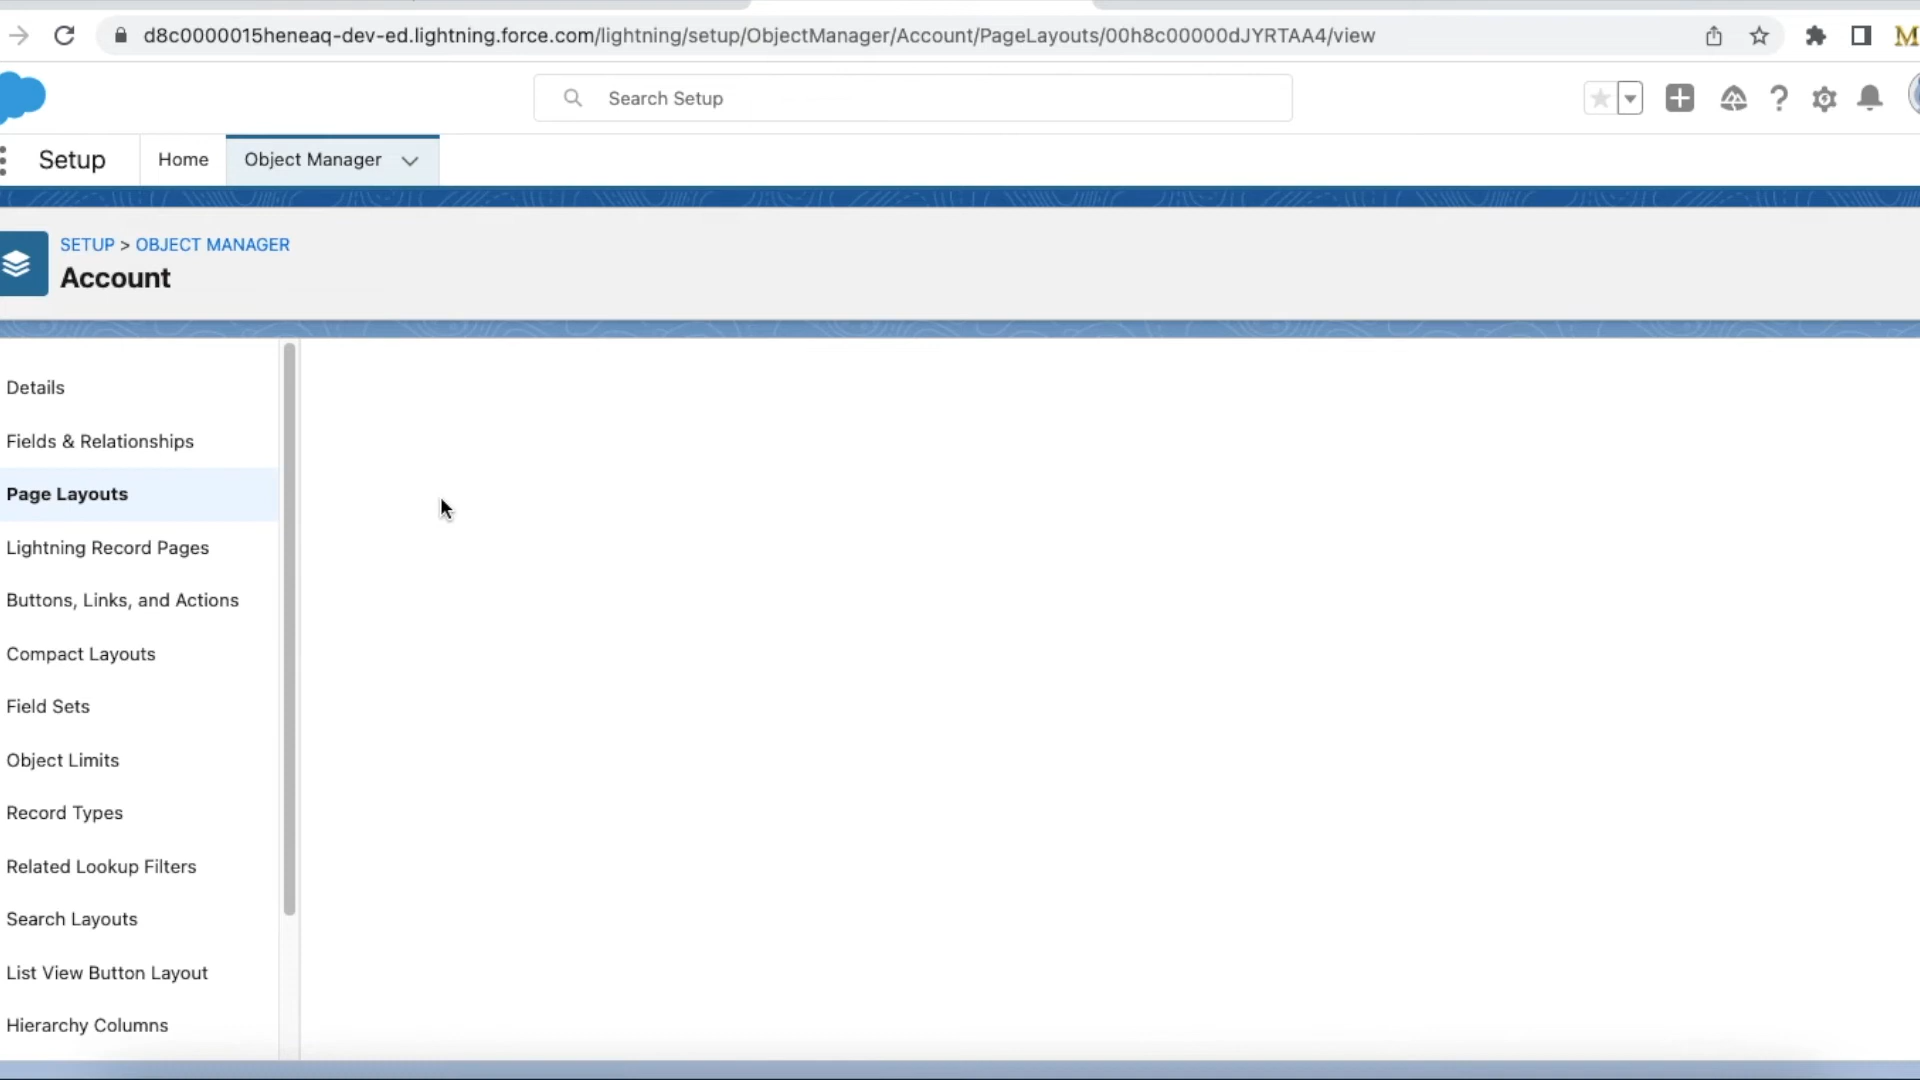 d8c0000015heneaq-dev-ed.lightning.force.com/lightning/setup/ObjectManager/Account/PageLayouts/00h8c00000dJYRTAA4/view
M
Search Setup
Setup
Home
Object Manager
SETUP > OBJECT MANAGER
Account
Details
Fields & Relationships
Page Layouts
Lightning Record Pages
Buttons, Links, and Actions
Compact Layouts
Field Sets
Object Limits
Record Types
Related Lookup Filters
Search Layouts
List View Button Layout
Hierarchy Columns